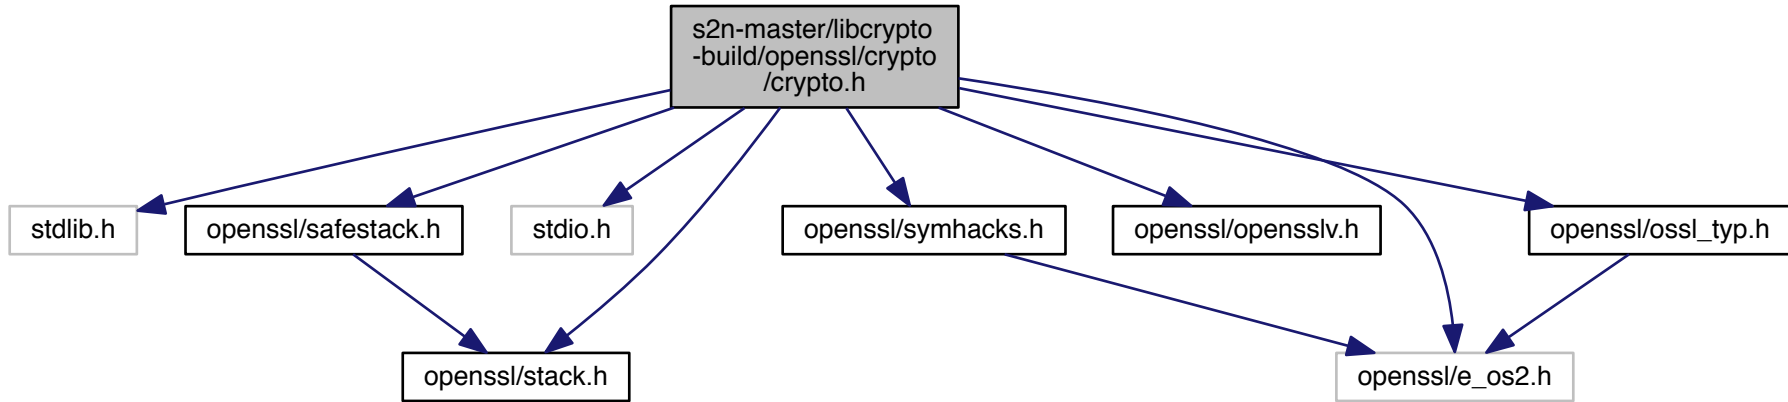 s2n-master/libcrypto
-build/openssl/crypto
/crypto.h
stdlib.h
openssl/safestack.h
stdio.h
openssl/symhacks.h
openssl/opensslv.h
openssl/ossl_typ.h
openssl/stack.h
openssl/e_os2.h